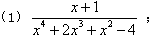 (1) \frac{x+1}{x^4+2x^3+x^2-4} ;